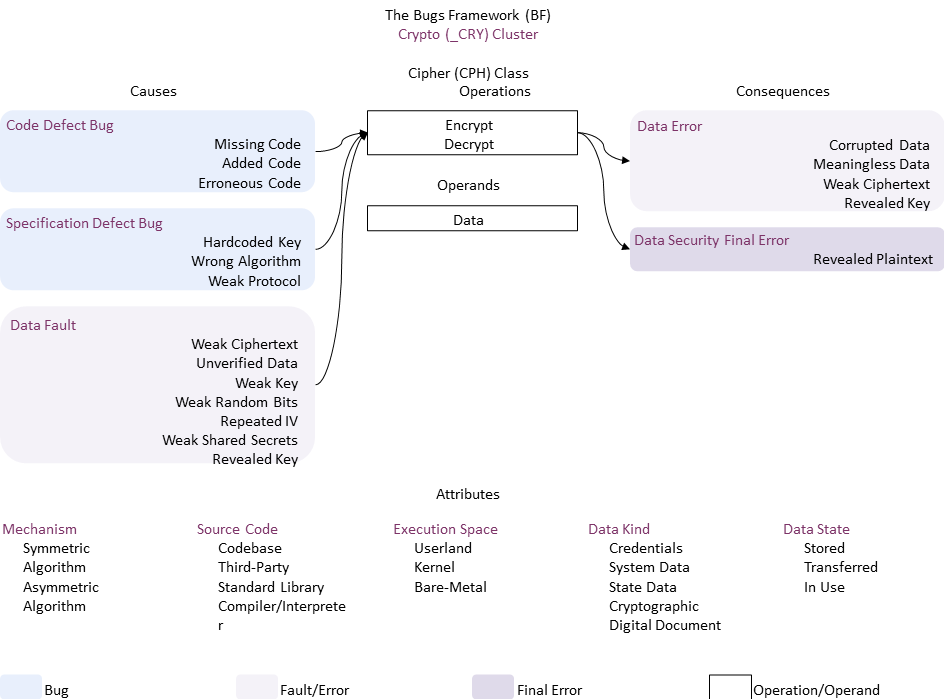 The Bugs Framework (BF)
Crypto (_CRY) Cluster
Cipher (CPH) Class
Causes
Operations
Consequences
Code Defect Bug
Missing Code
Added Code
Erroneous Code
Specification Defect Bug
Hardcoded Key
Wrong Algorithm
Weak Protocol
Data Fault
Weak Ciphertext
Unverified Data
Weak Key
Weak Random Bits
Repeated IV
Weak Shared Secrets
Revealed Key
Encrypt
Decrypt
Operands
Data
Data Error
Corrupted Data
Meaningless Data
Weak Ciphertext
Revealed Key
Data Security Final Error
Revealed Plaintext
Attributes
Mechanism
Symmetric
Algorithm
Asymmetric
Algorithm
Source Code
Codebase
Third-Party
Standard Library
Compiler/Interprete
r
Execution Space
Userland
Kernel
Bare-Metal
Data Kind
Credentials
System Data
State Data
Cryptographic
Digital Document
Data State
Stored
Transferred
In Use
Bug
Fault/Error
Final Error
Operation/Operand